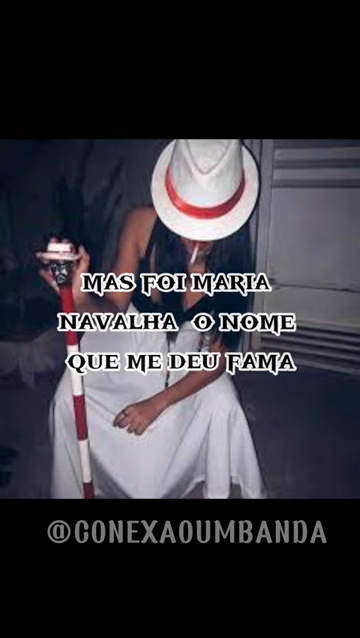 MAS FOI MARIA
NAVALHA O NOME
QUE ME DEU FAMA
@CONEXAOUMBANDA